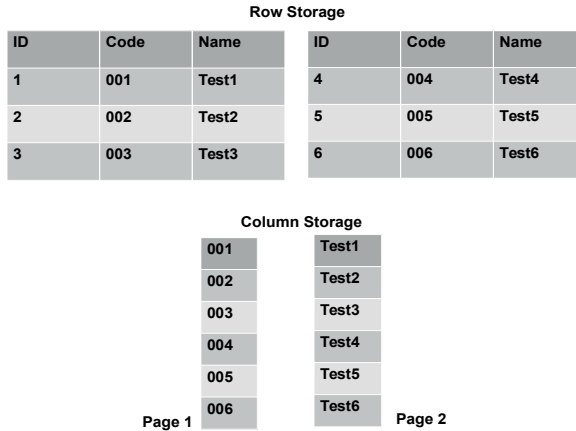 Row Storage
ID Code Name
1 001 Test1
2 002 Test2
3 003 Test3
ID Code Name
4 004 Test4
5 005 Test5
6 006 Test6
Column Storage
001
002
003
004
005
006
Page 1
Test1
Test2
Test3
Test4
Test5
Test6
Page 2